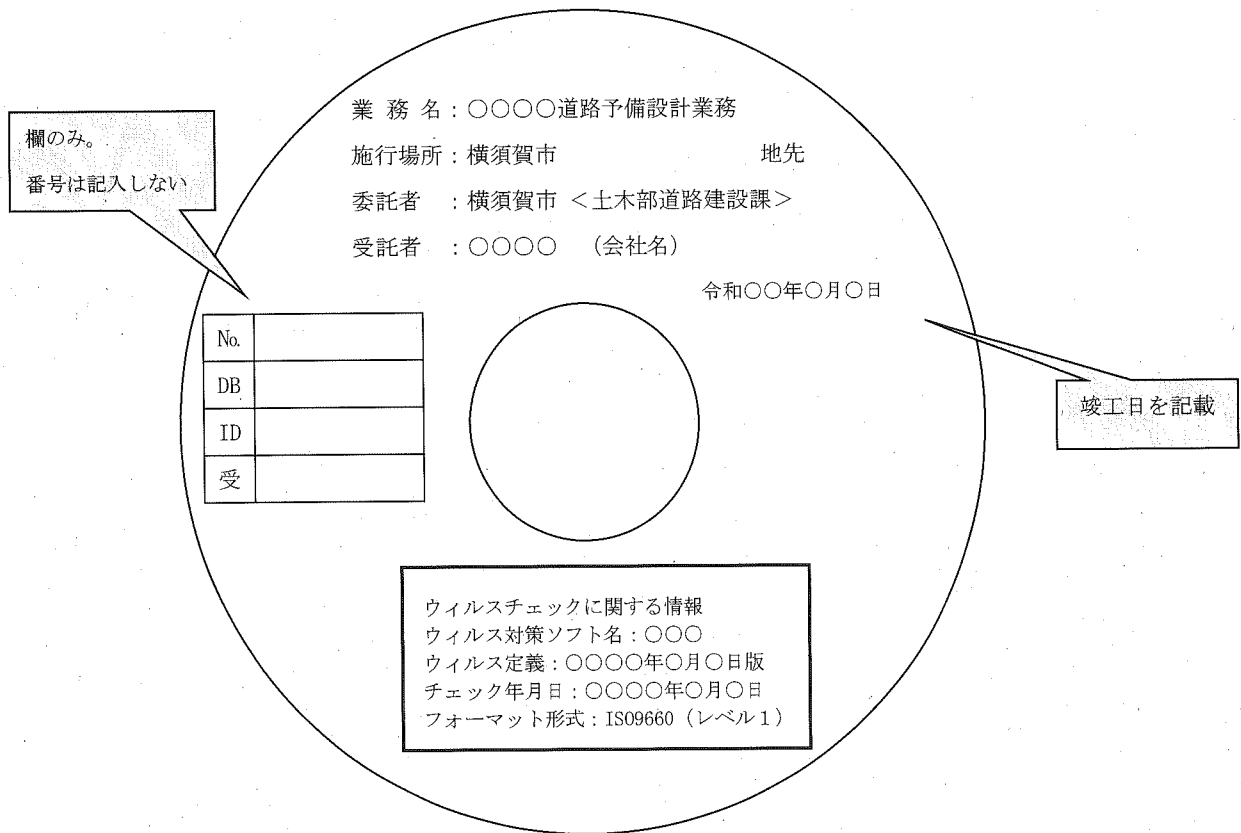 業 務 名：○○○○道路予備設計業務
施行場所：横須賀市　　　　　　　地先
委託者　：横須賀市 ＜土木部道路建設課＞
受託者　：○○○○　（会社名）
令和○○年○月○日
欄のみ。
番号は記入しない
No.
DB
ID
受
竣工日を記載
ウィルスチェックに関する情報
ウィルス対策ソフト名：○○○
ウィルス定義：○○○○年○月○日版
チェック年月日：○○○○年○月○日
フォーマット形式：ISO9660（レベル１）